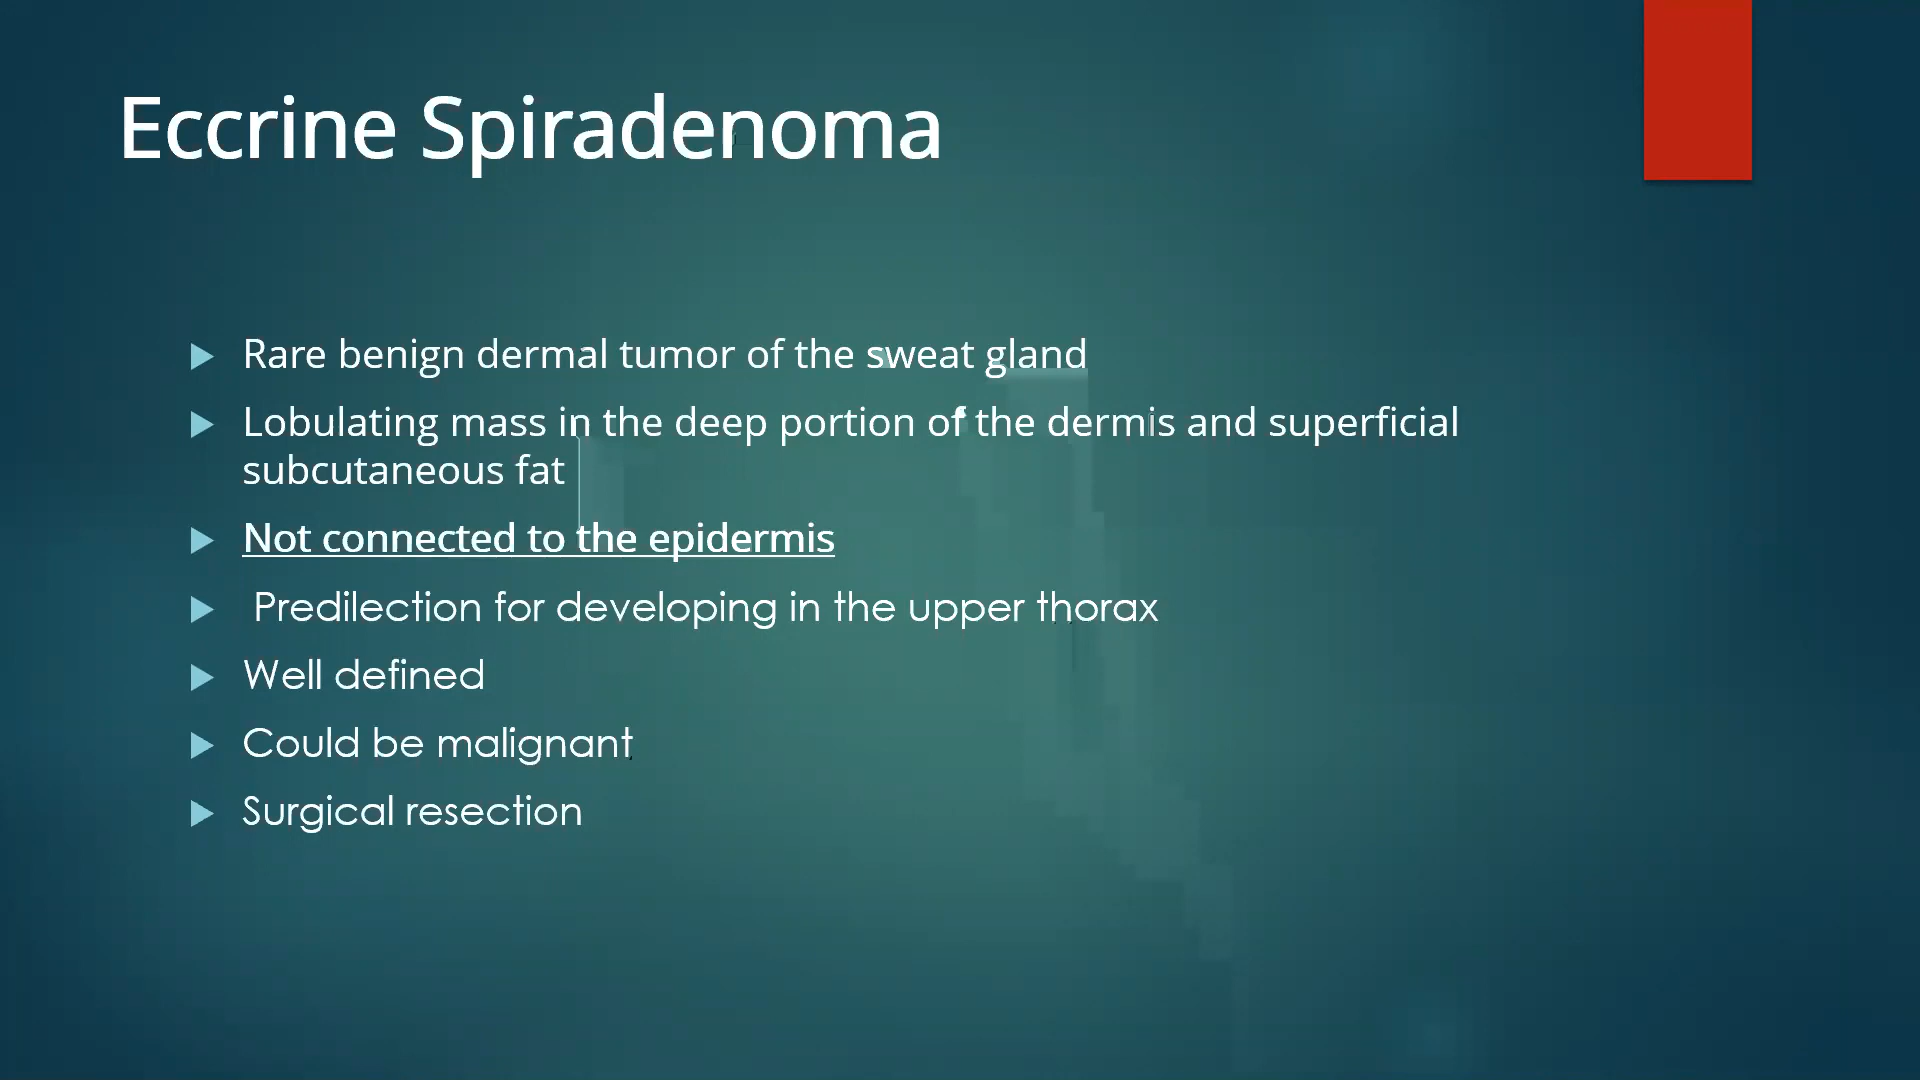 Eccrine Spiradenoma
Rare benign dermal tumor of the sweat gland
Lobulating mass in the deep portion of the dermis and superficial
subcutaneous fat
Not connected to the epidermis
Predilection for developing in the upper thorax
Well defined
Could be malignant
Surgical resection